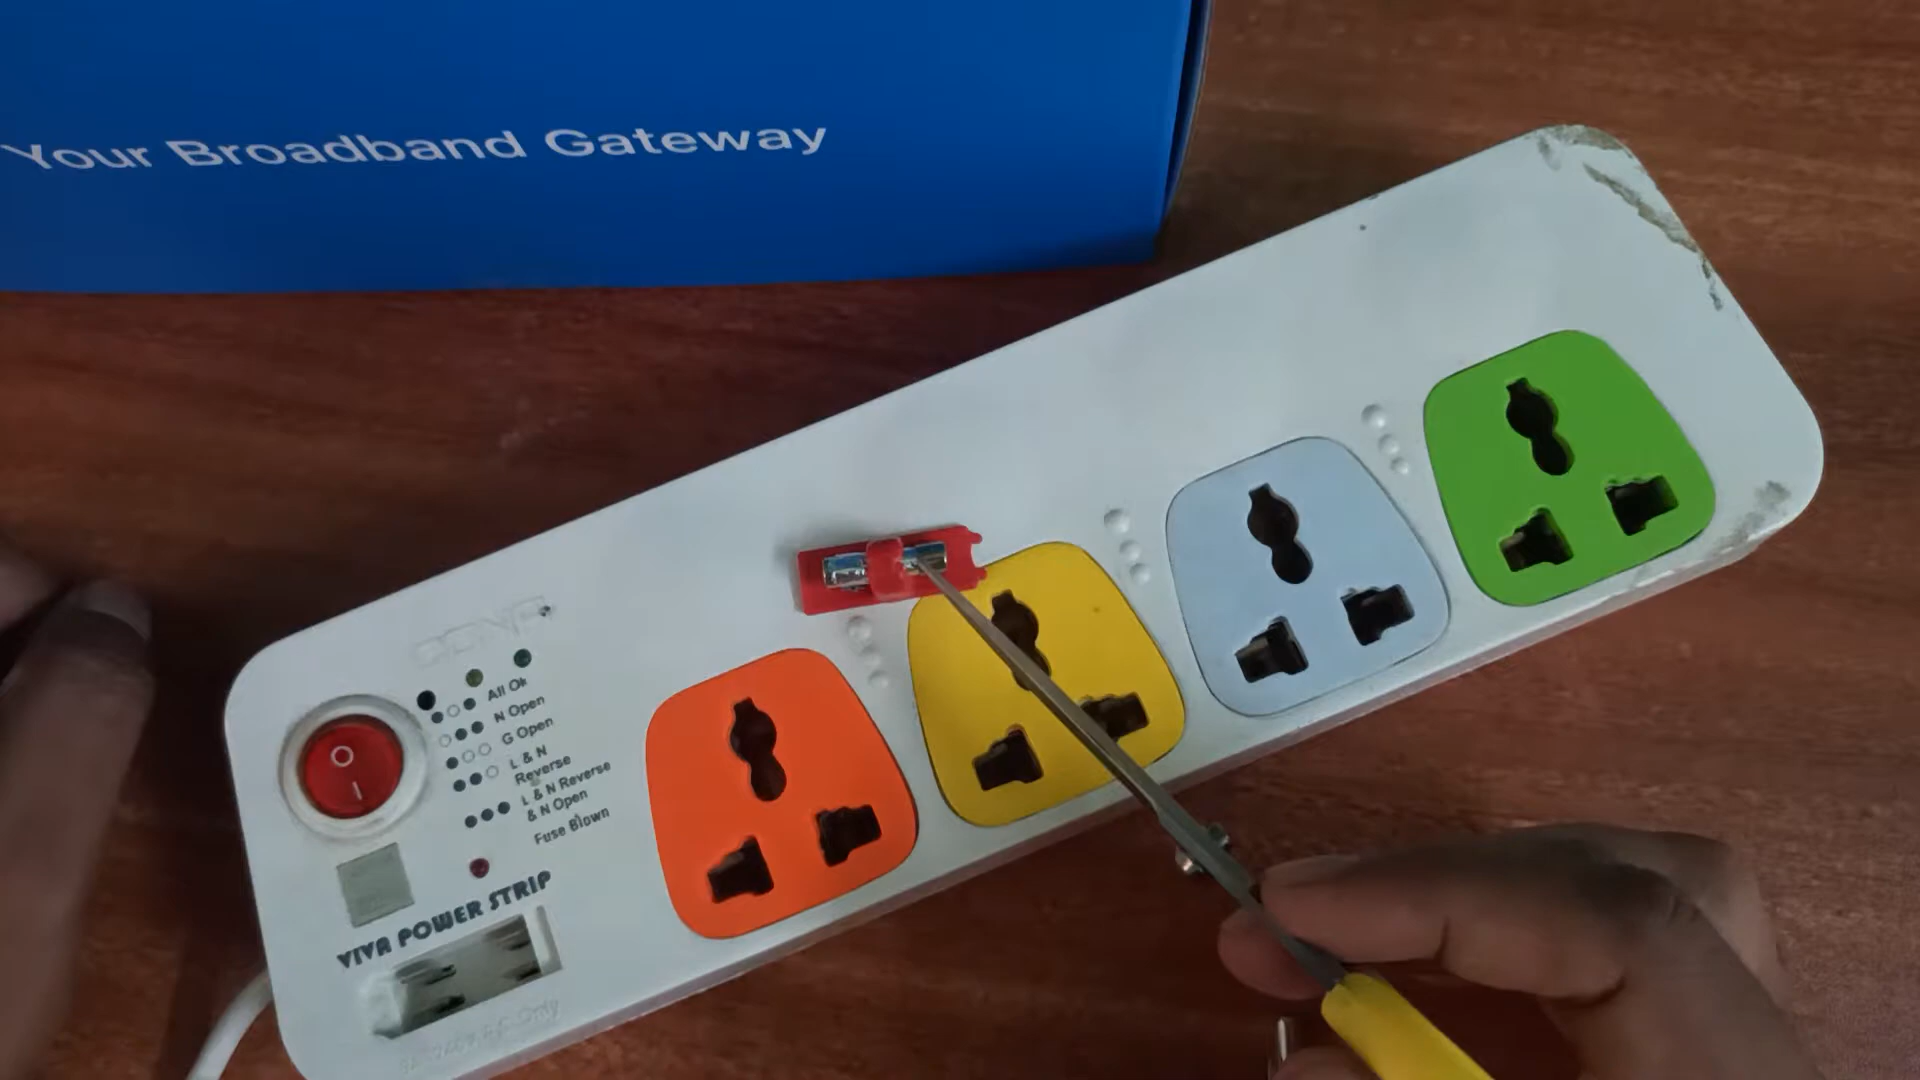 Your Broadband Gateway
All Ok
N Open
G Open
L & N
Reverse
L & N Reverse
& N Open
Fuse Blown
VIVA POWER STRIP